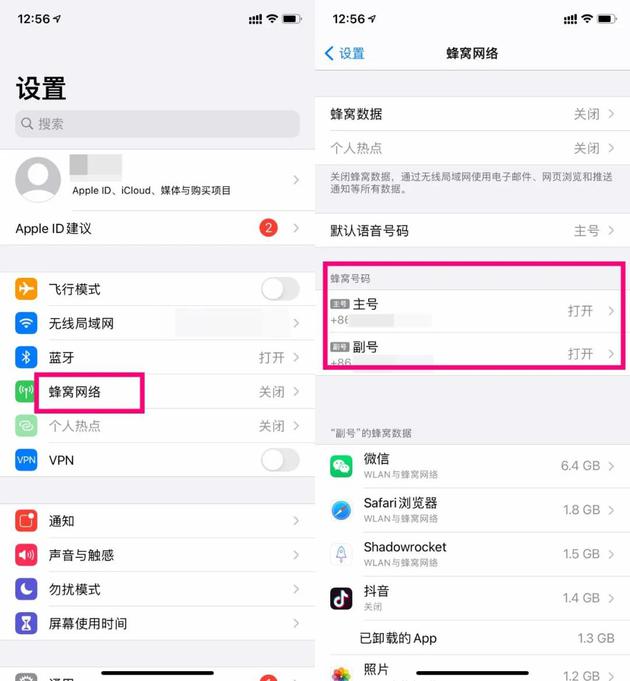 12:56
设置
搜索
Apple ID、iCloud、媒体与购买项目
Apple ID建议
2
飞行模式
无线局域网
蓝牙
打开
蜂窝网络
关闭
个人热点
关闭
VPN
VPN
通知
声音与触感
勿扰模式
屏幕使用时间
12:56
设置
蜂窝网络
蜂窝数据
关闭
个人热点
关闭
关闭蜂窝数据，通过无线局域网使用电子邮件、网页浏览和推送
通知等所有数据。
默认语音号码
主号
蜂窝号码
主号 主号
+86
打开
副号 副号
+86
打开
“副号”的蜂窝数据
微信
WLAN与蜂窝网络
6.4 GB
Safari浏览器
WLAN与蜂窝网络
1.8 GB
Shadowrocket
WLAN与蜂窝网络
1.5 GB
抖音
关闭
1.4 GB
已卸载的App
1.3 GB
照片
1.2 GB